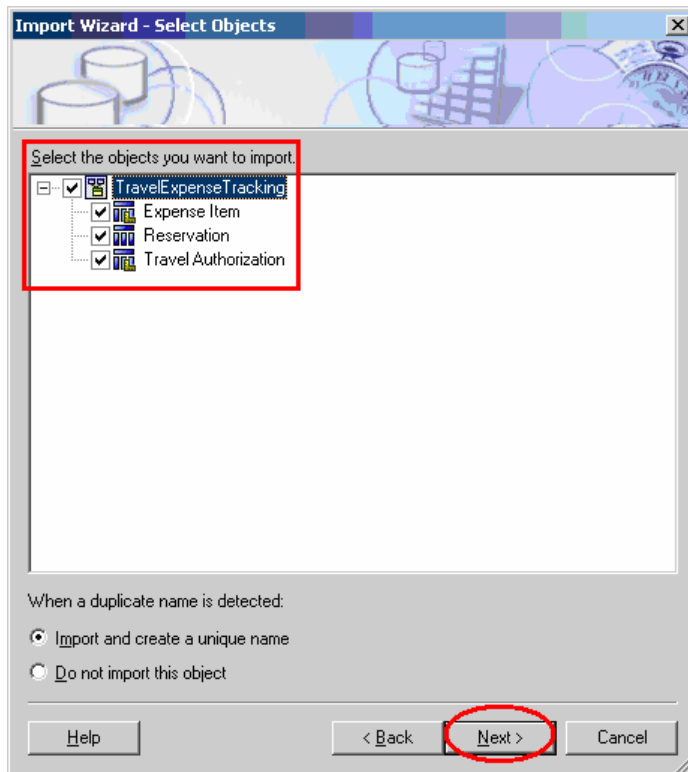 Import Wizard - Select Objects
Select the objects you want to import.
TravelExpenseTracking
Expense Item
Reservation
Travel Authorization
When a duplicate name is detected:
Import and create a unique name
Do not import this object
Help
< Back
Next >
Cancel